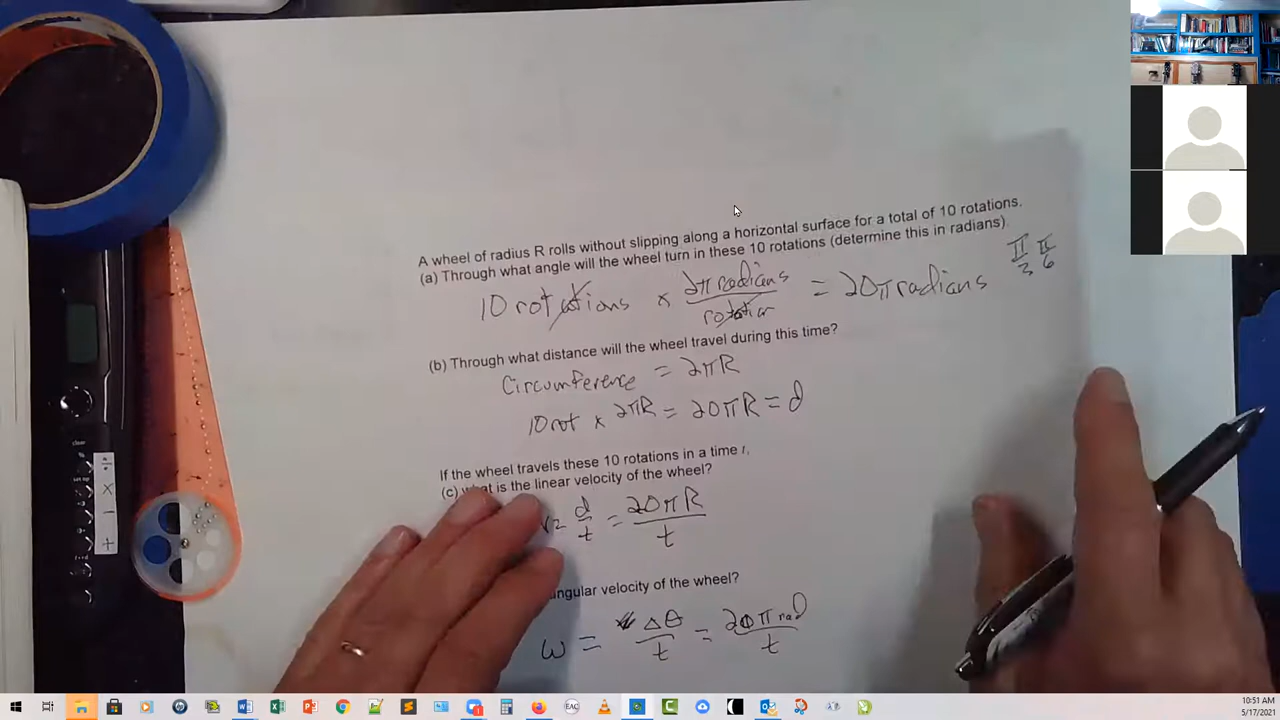 A wheel of radius R rolls without slipping along a horizontal surface for a total of 10 rotations.
(a) Through what angle will the wheel turn in these 10 rotations (determine this in radians).
10 rotations × 2π radians / rotation = 20π radians π/3 π/6
(b) Through what distance will the wheel travel during this time?
Circumference = 2πR
10 rot × 2πR = 20πR = d
If the wheel travels these 10 rotations in a time t,
(c) what is the linear velocity of the wheel?
v= d/t = 20πR/t
angular velocity of the wheel?
ω = Δθ/t = 20π rad/t
clear
EAC
10:51 AM
5/17/2021